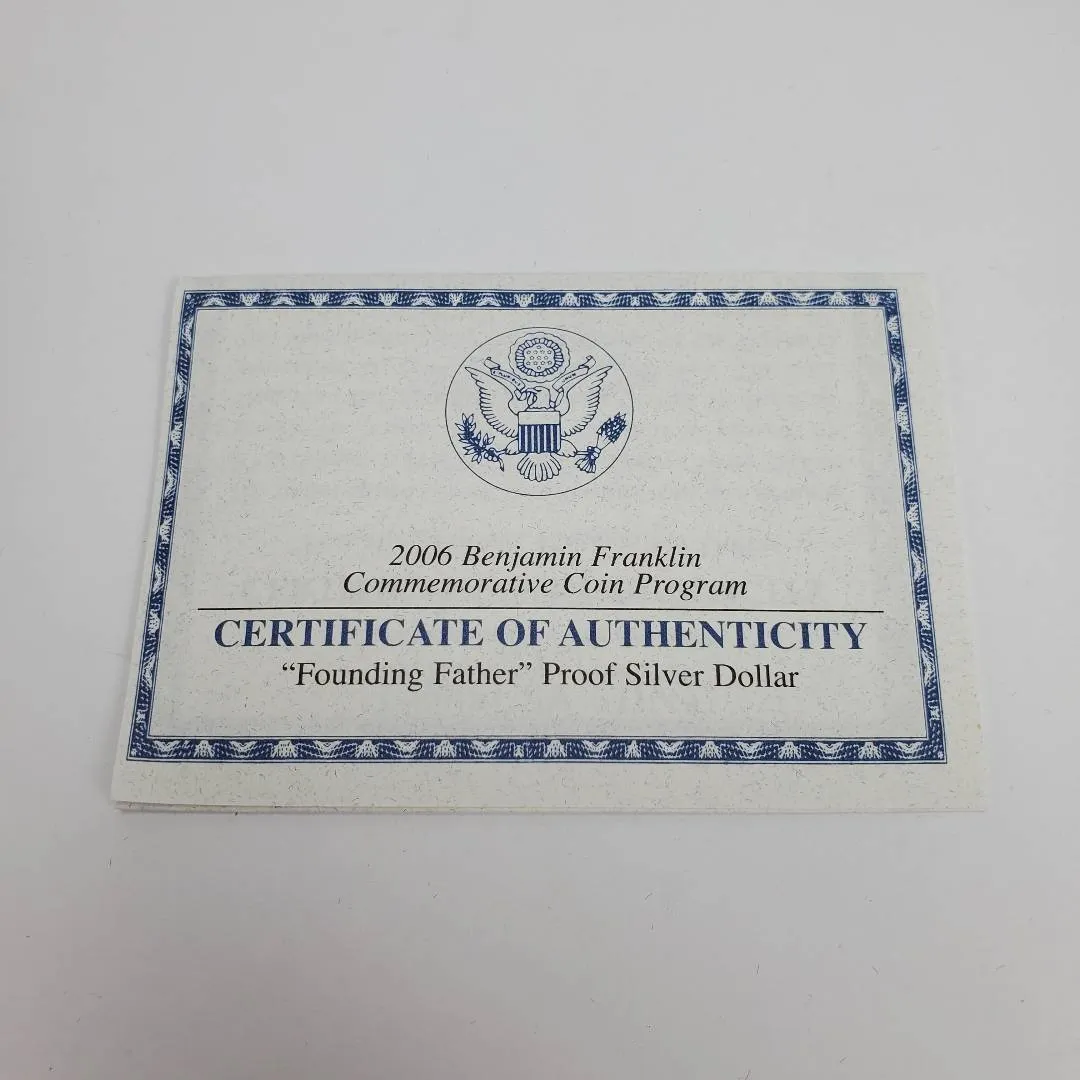 2006 Benjamin Franklin
Commemorative Coin Program
CERTIFICATE OF AUTHENTICITY
“Founding Father” Proof Silver Dollar